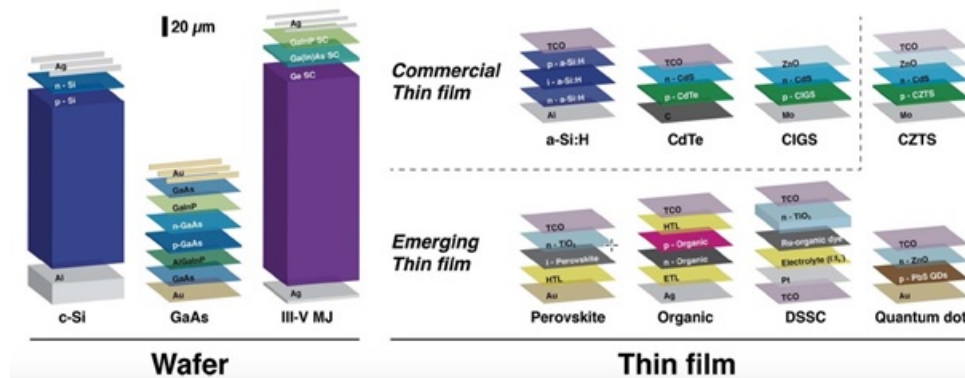 20 µm
Ag
n - Si
p - Si
Al
c-Si
Au
GaAs
GaInP
n-GaAs
p-GaAs
AlGaInP
GaAs
Au
GaAs
Ag
GaInP SC
Ga(In)As SC
Ge SC
Ag
III-V MJ
Wafer
Commercial
Thin film
TCO
p - a-Si:H
i - a-Si:H
n - a-Si:H
Al
a-Si:H
TCO
n - CdS
p - CdTe
C
CdTe
ZnO
n - CdS
p - CIGS
Mo
CIGS
TCO
ZnO
n - CdS
p - CZTS
Mo
CZTS
Emerging
Thin film
TCO
n - TiO₂
i - Perovskite
HTL
Au
Perovskite
TCO
HTL
p - Organic
n - Organic
ETL
Ag
Organic
TCO
n - TiO₂
Ru-organic dye
Pt
TCO
DSSC
TCO
n - ZnO
p - PbS QDs
Au
Quantum dot
Thin film